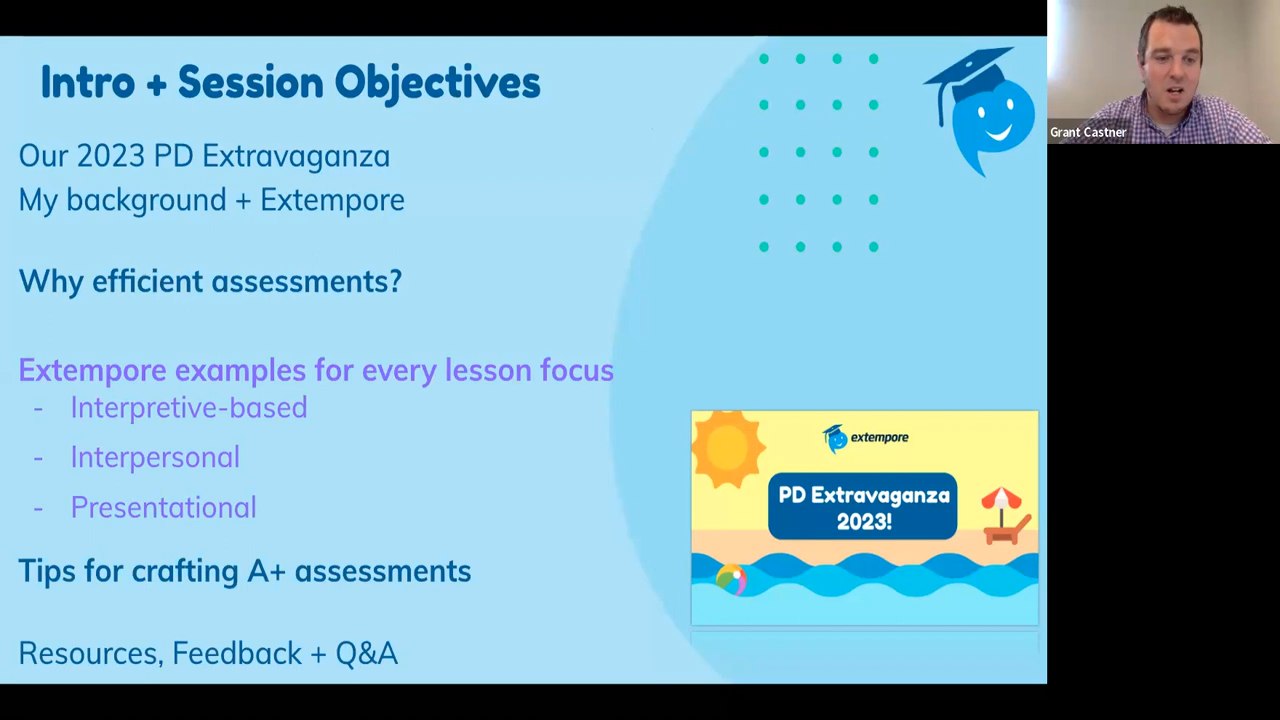 Intro + Session Objectives
Our 2023 PD Extravaganza
My background + Extempore
Why efficient assessments?
Extempore examples for every lesson focus
- Interpretive-based
- Interpersonal
- Presentational
Tips for crafting A+ assessments
Resources, Feedback + Q&A
extempore
PD Extravaganza
2023!
Grant Castner